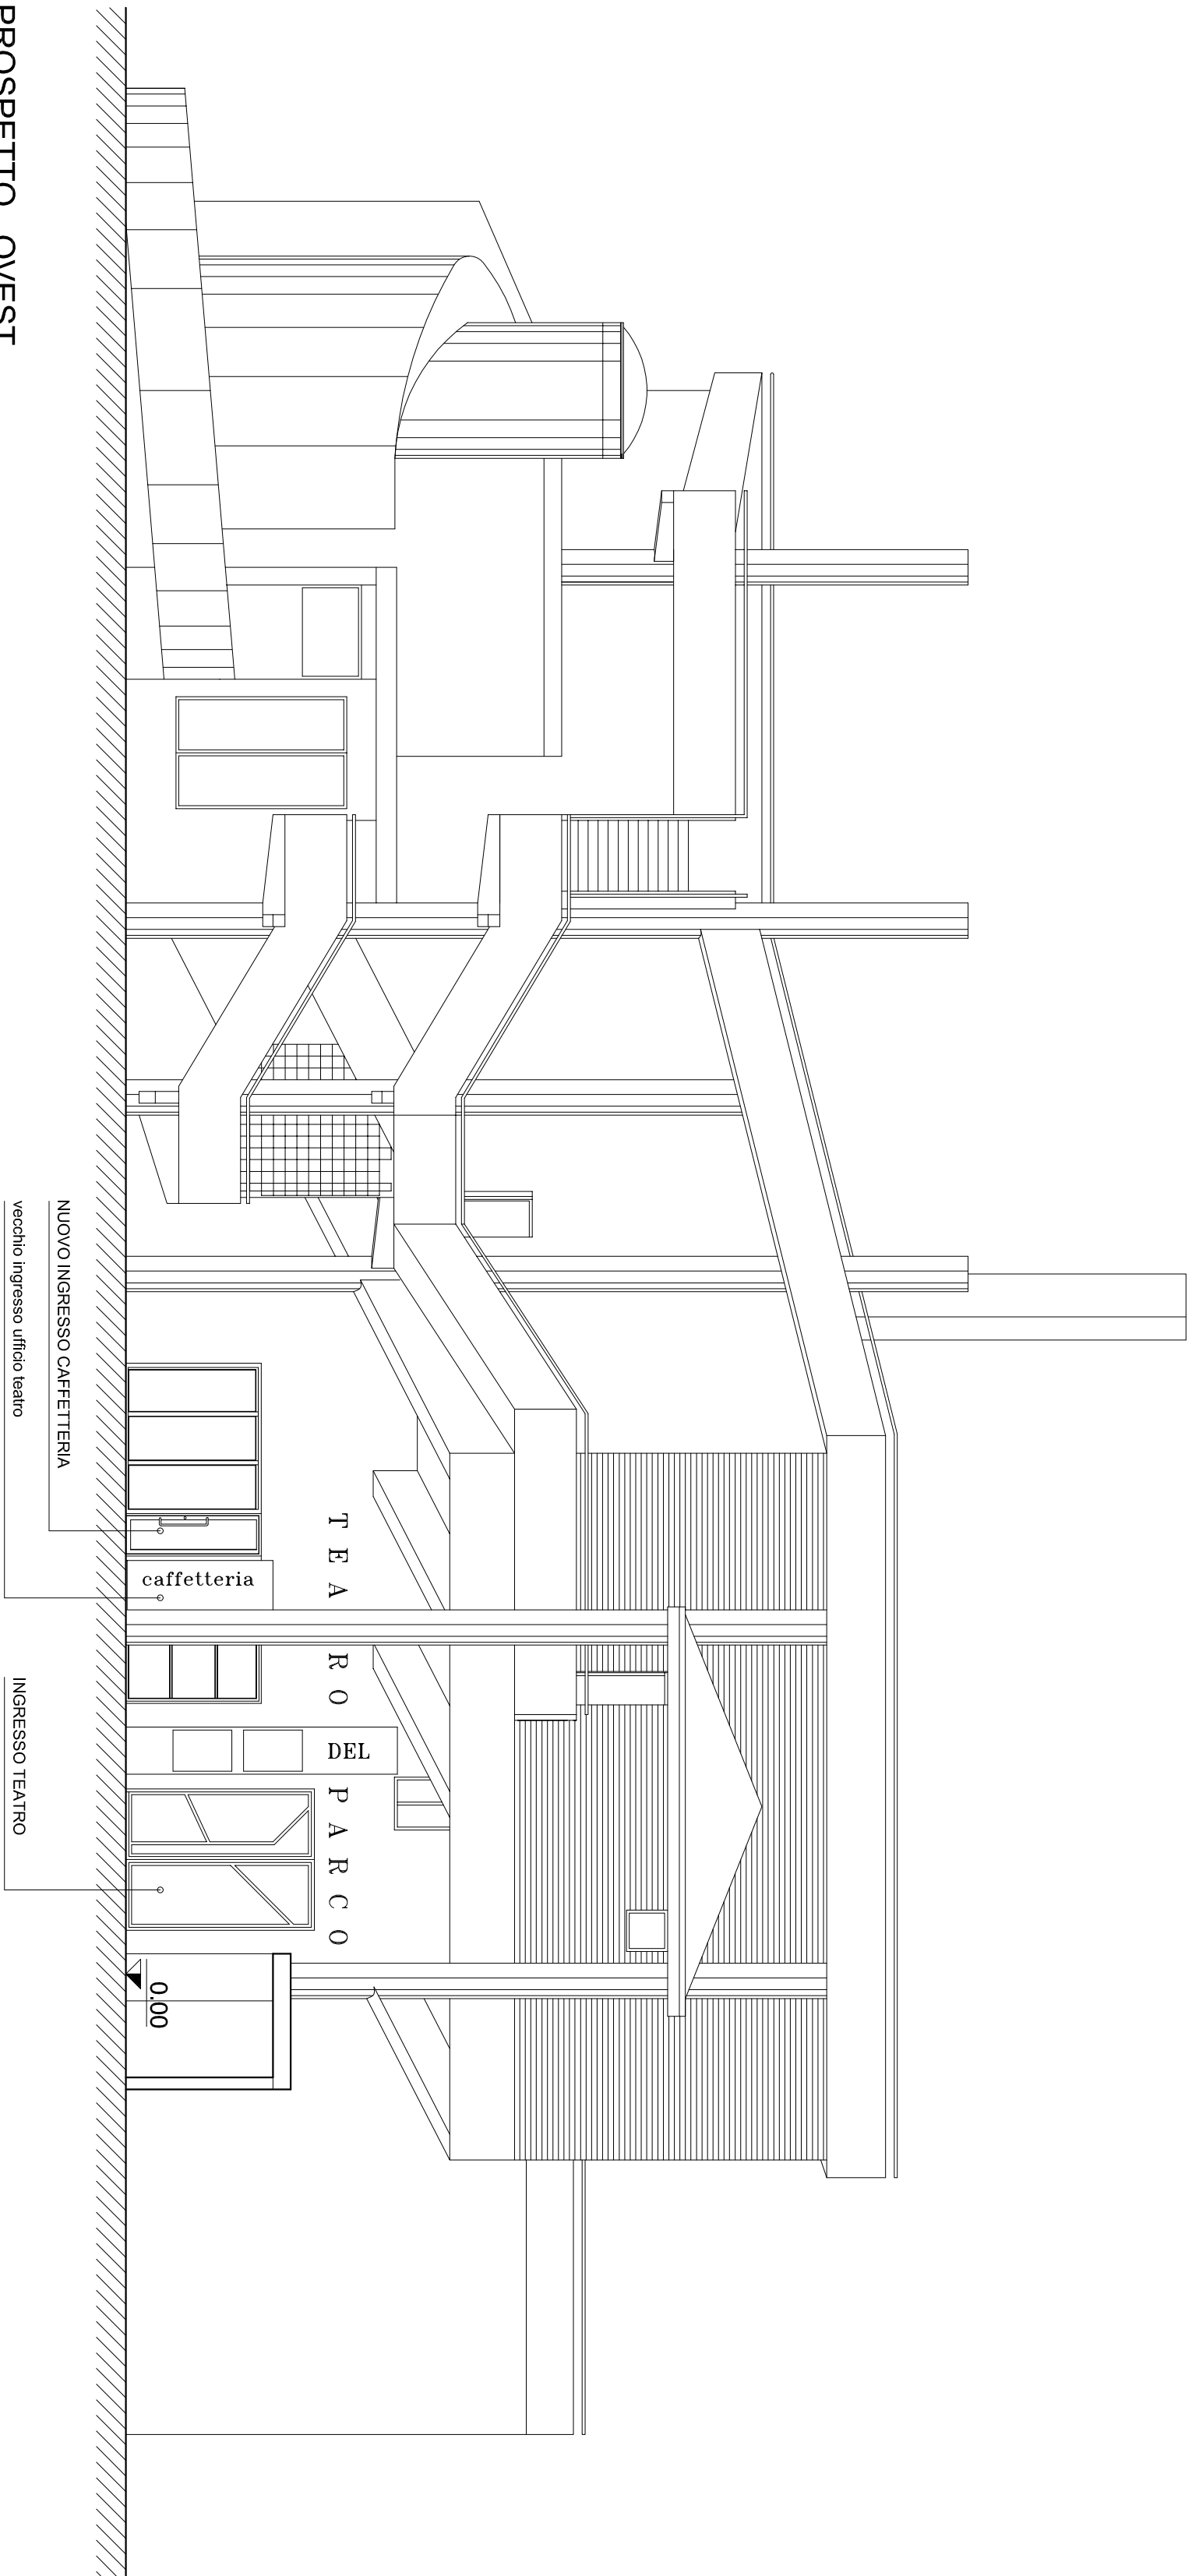 TEATRO DEL PARCO
caffetteria
0.00
NUOVO INGRESSO CAFFETTERIA
vecchio ingresso ufficio teatro
INGRESSO TEATRO
PROSPETTO OVEST